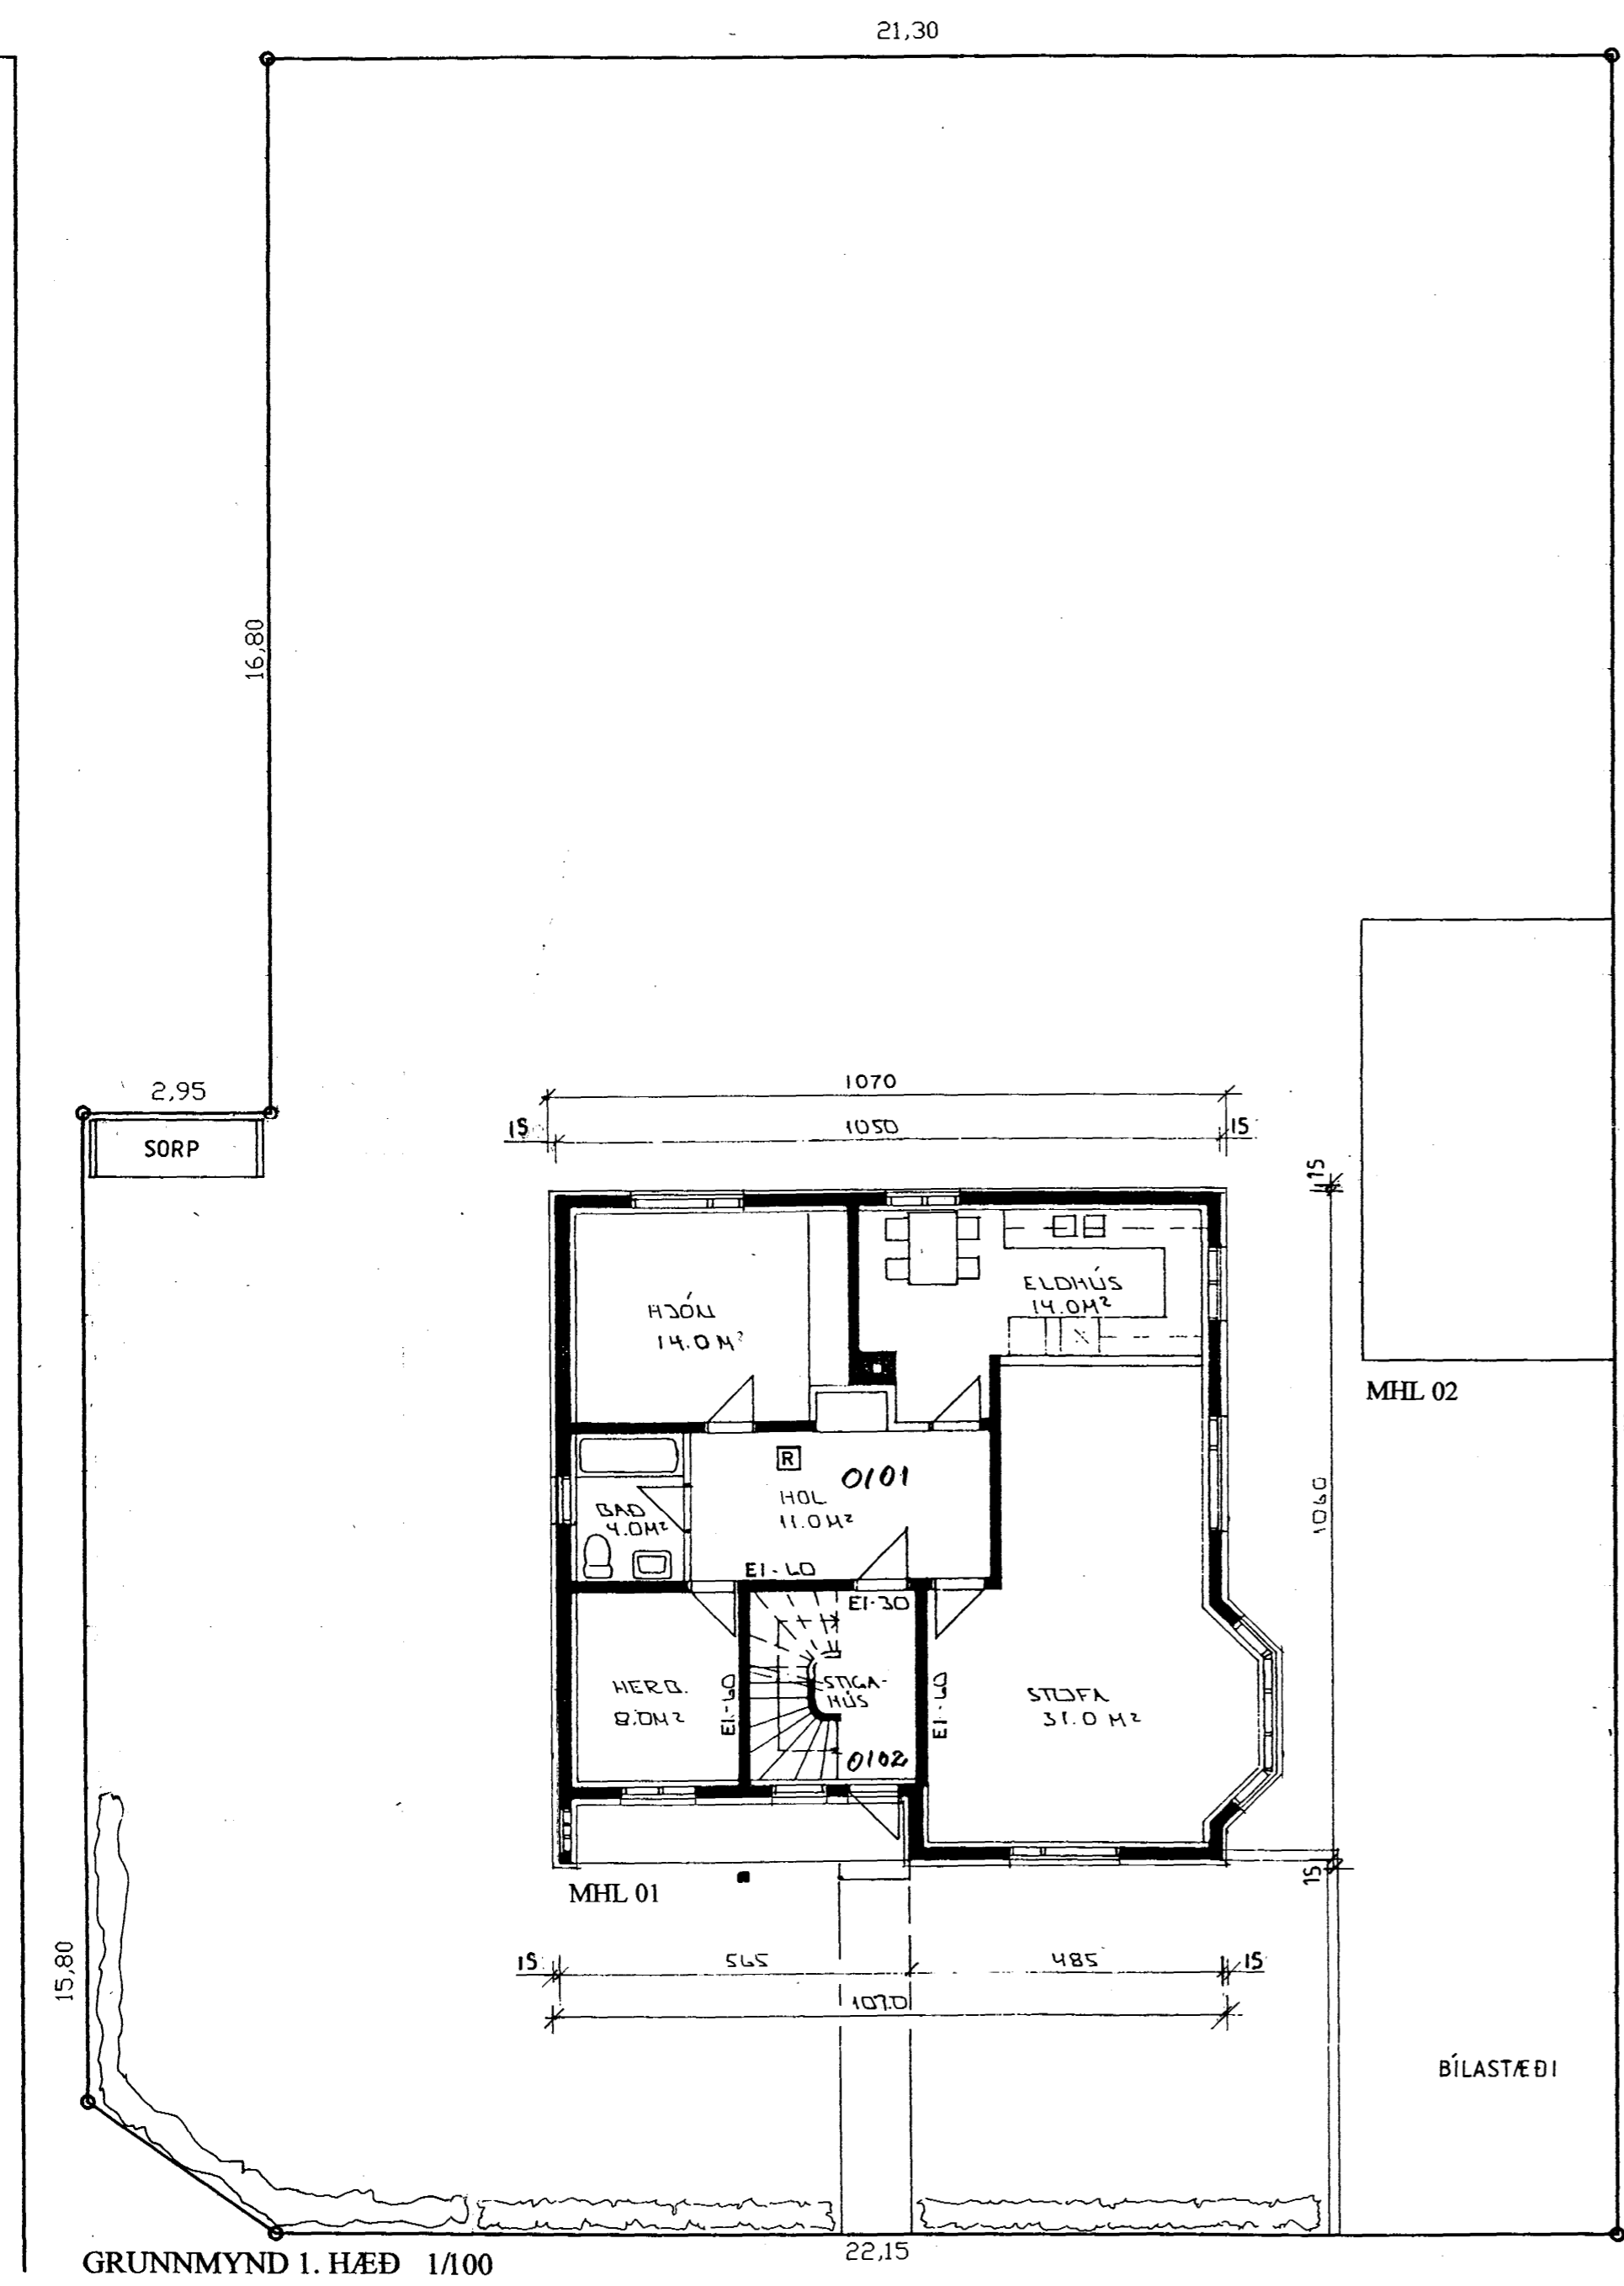 21,30
16,80
2,95
SORP
1070
15
1050
15
15
HJÓN
14.0 M²
ELDHÚS
14.0M²
MHL 02
R
0101
HOL
11.0M²
BAÐ
4.0M²
1060
EI-60
EI-30
HERB.
8.0M²
EI-60
STIGA-
HÚS
0102
EI-60
STOFA
31.0 M²
MHL 01
15
15,80
15
565
485
15
1070
BÍLASTÆÐI
22,15
GRUNNMYND 1. HÆÐ 1/100